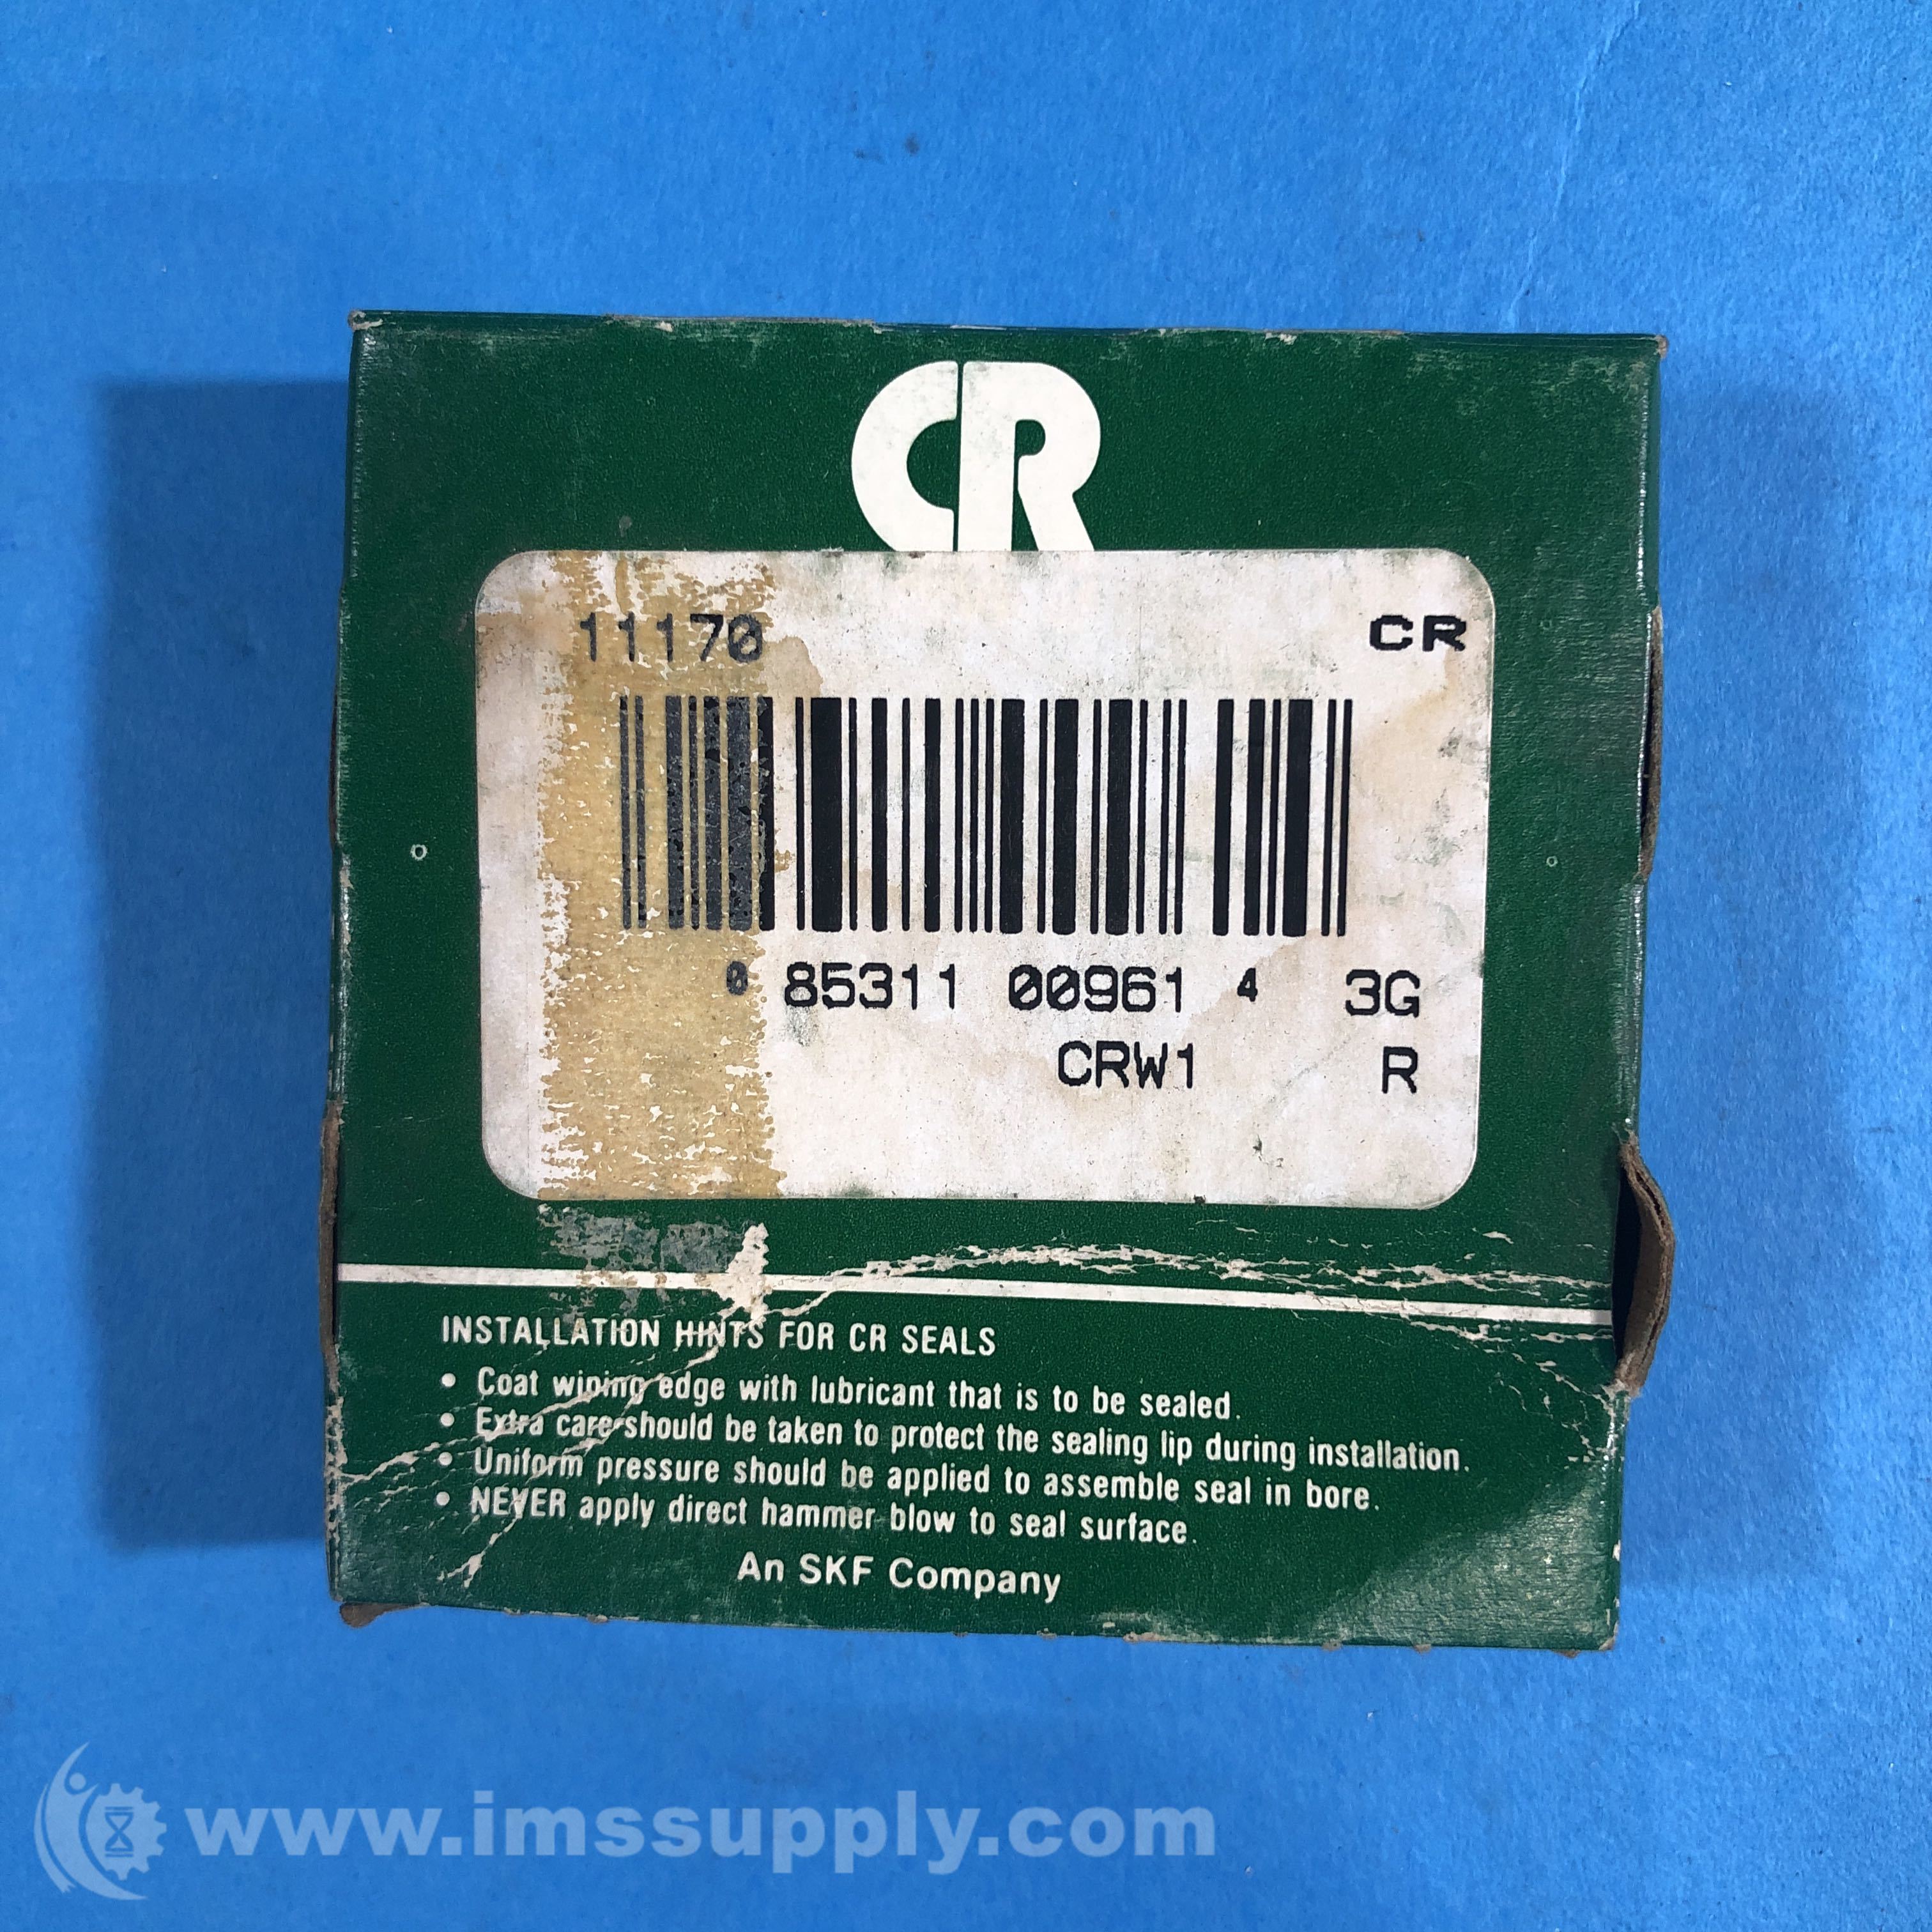 CR
11170 CR
0 85311 00961 4 3G
CRW1 R
INSTALLATION HINTS FOR CR SEALS
• Coat wiping edge with lubricant that is to be sealed.
• Extra care should be taken to protect the sealing lip during installation.
• Uniform pressure should be applied to assemble seal in bore.
• NEVER apply direct hammer blow to seal surface.
An SKF Company
www.imssupply.com